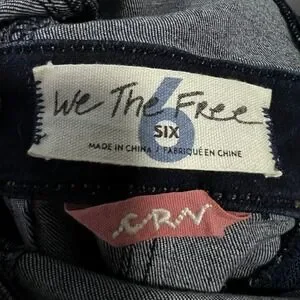 We The Free
6
SIX
MADE IN CHINA / FABRIQUÉ EN CHINE
CRV